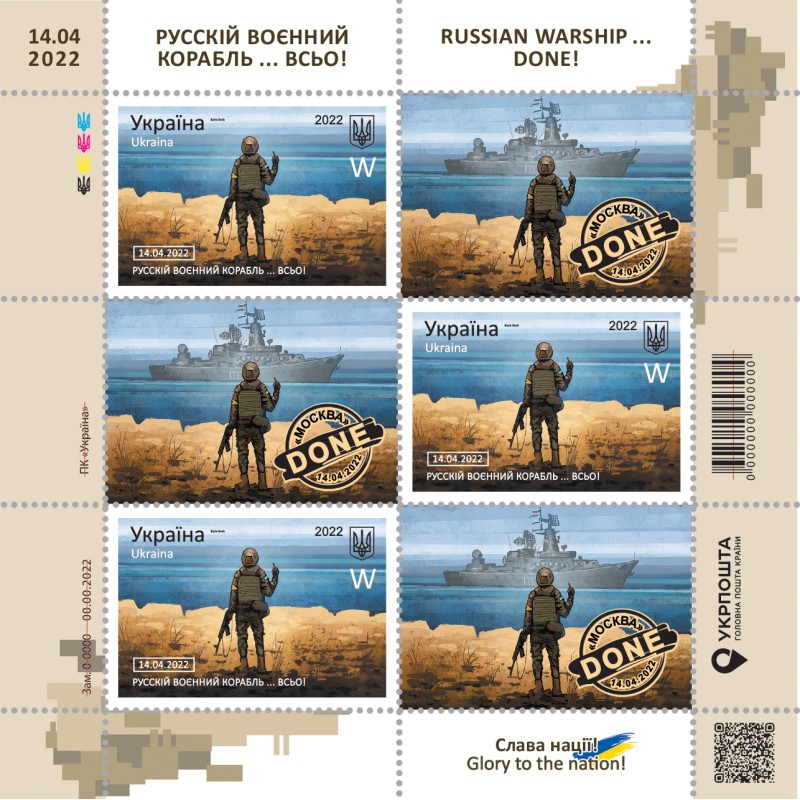 14.04
2022
РУССКІЙ ВОЄННИЙ
КОРАБЛЬ ... ВСЬО!
RUSSIAN WARSHIP ...
DONE!
Україна
Ukraina
2022
W
14.04.2022
РУССКІЙ ВОЄННИЙ КОРАБЛЬ ... ВСЬО!
«МОСКВА»
DONE
14.04.2022
«МОСКВА»
DONE
14.04.2022
Україна
Ukraina
2022
W
14.04.2022
РУССКІЙ ВОЄННИЙ КОРАБЛЬ ... ВСЬО!
Україна
Ukraina
2022
W
14.04.2022
РУССКІЙ ВОЄННИЙ КОРАБЛЬ ... ВСЬО!
«МОСКВА»
DONE
14.04.2022
ПК «Україна»
Зам. 0-0000 — 00.00.2022
0 000000 000000
УКРПОШТА
ГОЛОВНА ПОШТА КРАЇНИ
Слава нації!
Glory to the nation!